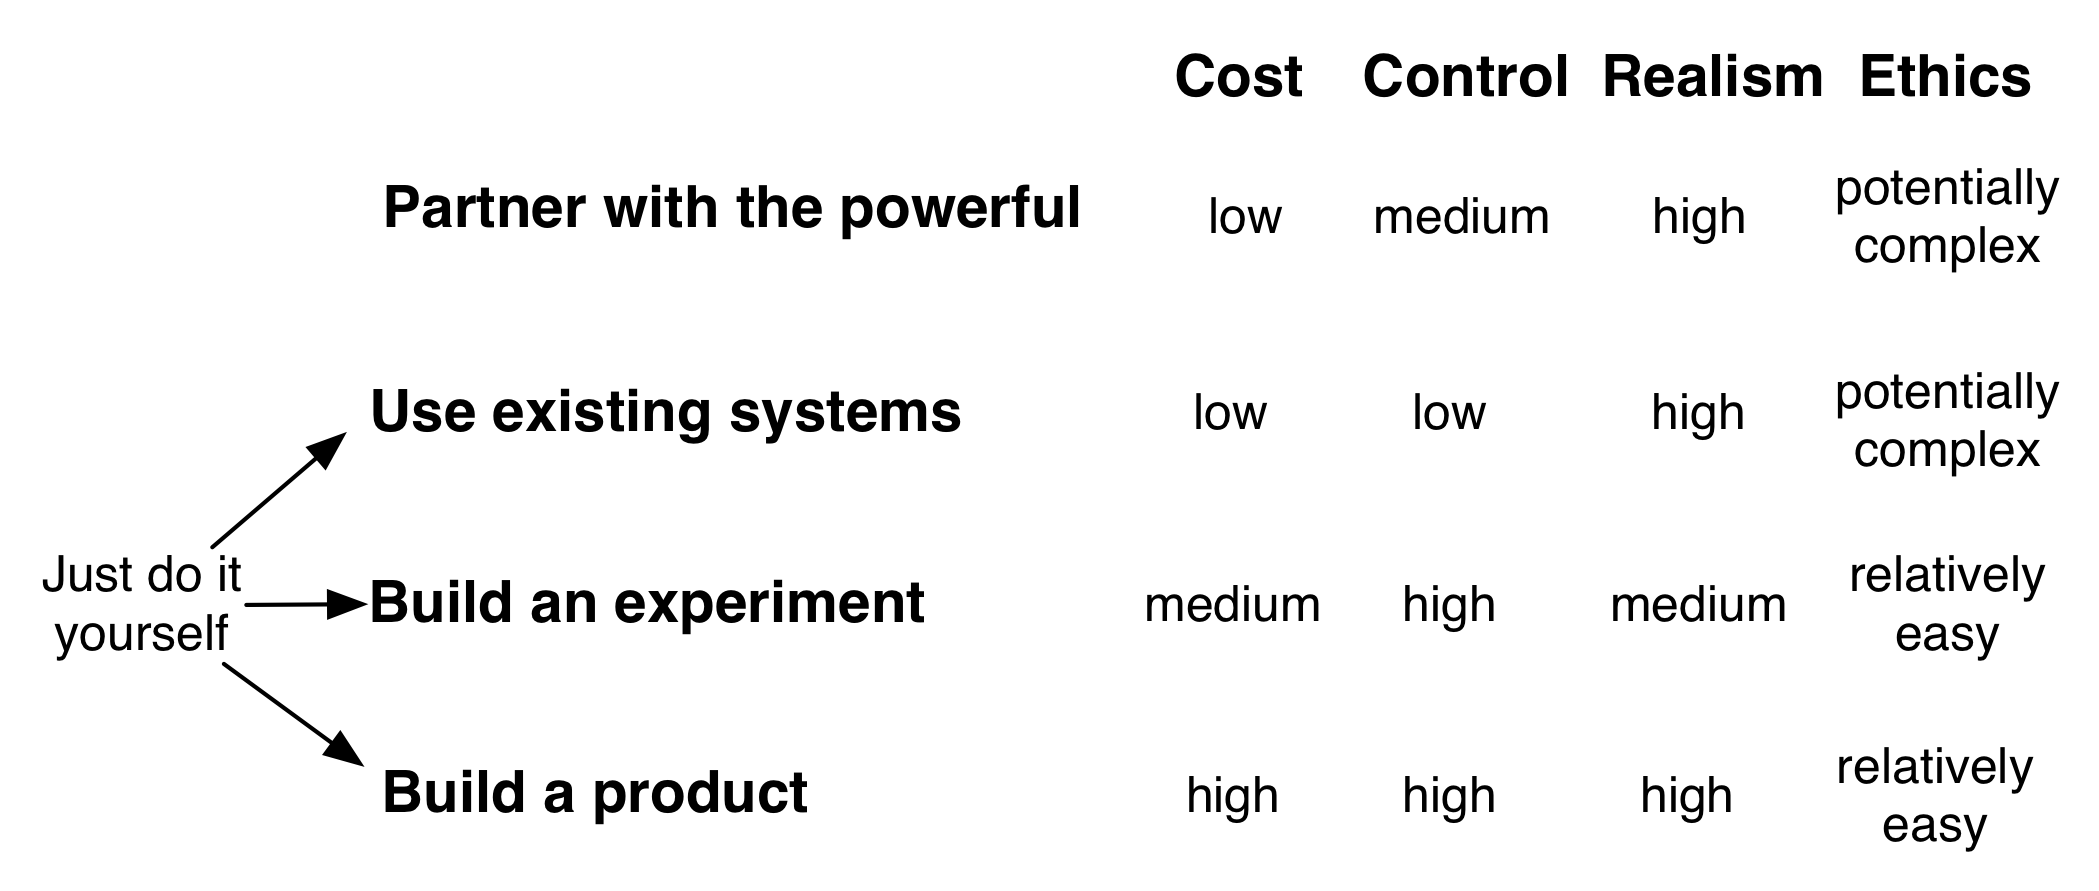 Cost Control Realism Ethics
Partner with the powerful low medium high potentially complex
Use existing systems low low high potentially complex
Just do it yourself
Build an experiment medium high medium relatively easy
Build a product high high high relatively easy